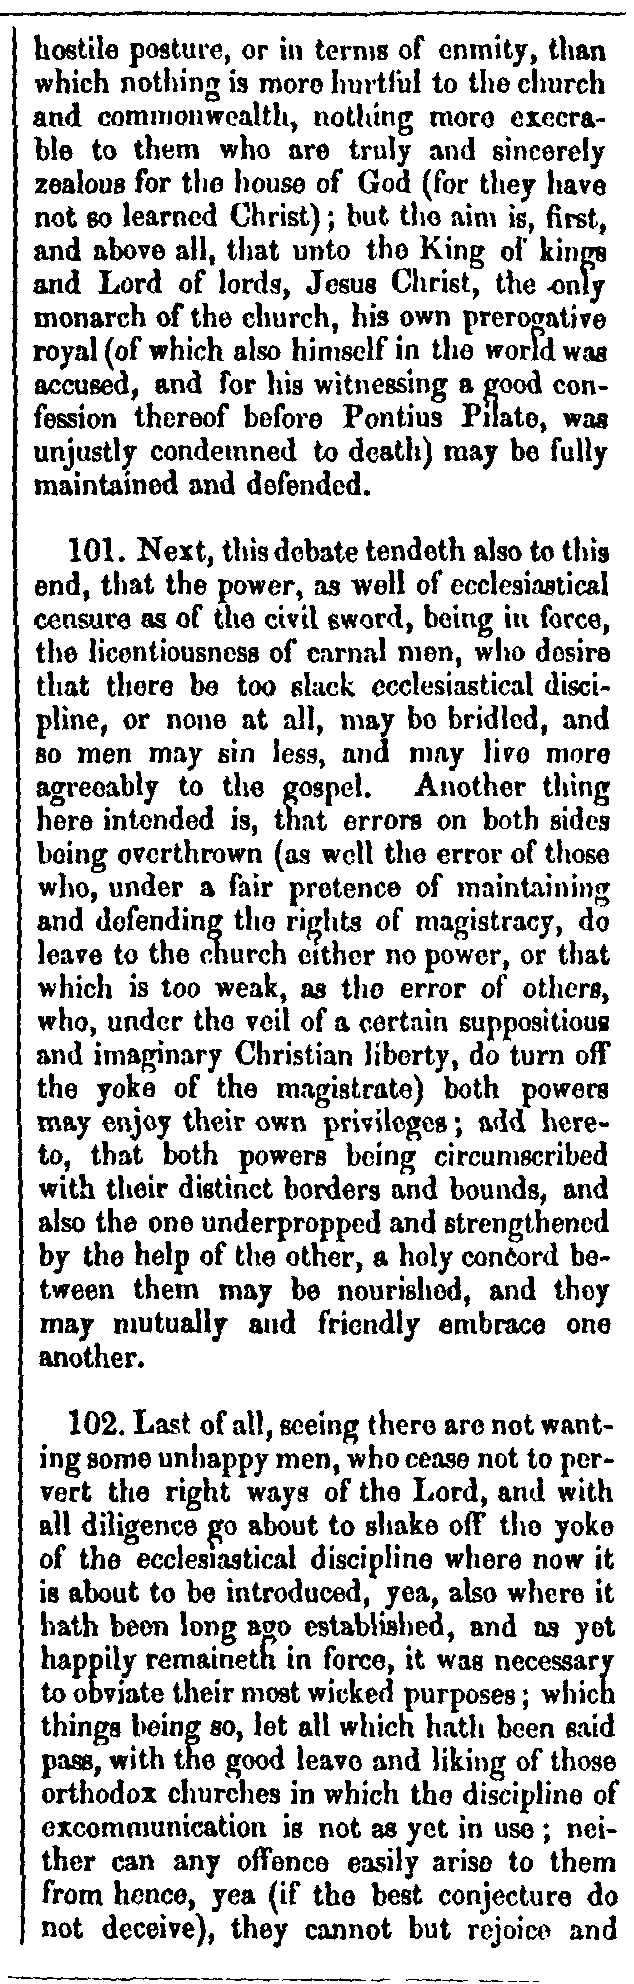 hostile posture, or in terms of enmity, than
which nothing is more hurtful to the church
and commonwealth, nothing more execra-
ble to them who are truly and sincerely
zealous for the house of God (for they have
not so learned Christ); but the aim is, first,
and above all, that unto the King of kings
and Lord of lords, Jesus Christ, the only
monarch of the church, his own prerogative
royal (of which also himself in the world was
accused, and for his witnessing a good con-
fession thereof before Pontius Pilate, was
unjustly condemned to death) may be fully
maintained and defended.
101. Next, this debate tendeth also to this
end, that the power, as well of ecclesiastical
censure as of the civil sword, being in force,
the licentiousness of carnal men, who desire
that there be too slack ecclesiastical disci-
pline, or none at all, may be bridled, and
so men may sin less, and may live more
agreeably to the gospel. Another thing
here intended is, that errors on both sides
being overthrown (as well the error of those
who, under a fair pretence of maintaining
and defending the rights of magistracy, do
leave to the church either no power, or that
which is too weak, as the error of others,
who, under the veil of a certain suppositious
and imaginary Christian liberty, do turn off
the yoke of the magistrate) both powers
may enjoy their own privileges; add here-
to, that both powers being circumscribed
with their distinct borders and bounds, and
also the one underpropped and strengthened
by the help of the other, a holy concord be-
tween them may be nourished, and they
may mutually and friendly embrace one
another.
102. Last of all, seeing there are not want-
ing some unhappy men, who cease not to per-
vert the right ways of the Lord, and with
all diligence go about to shake off the yoke
of the ecclesiastical discipline where now it
is about to be introduced, yea, also where it
hath been long ago established, and as yet
happily remaineth in force, it was necessary
to obviate their most wicked purposes; which
things being so, let all which hath been said
pass, with the good leave and liking of those
orthodox churches in which the discipline of
excommunication is not as yet in use; nei-
ther can any offence easily arise to them
from hence, yea (if the best conjecture do
not deceive), they cannot but rejoice and